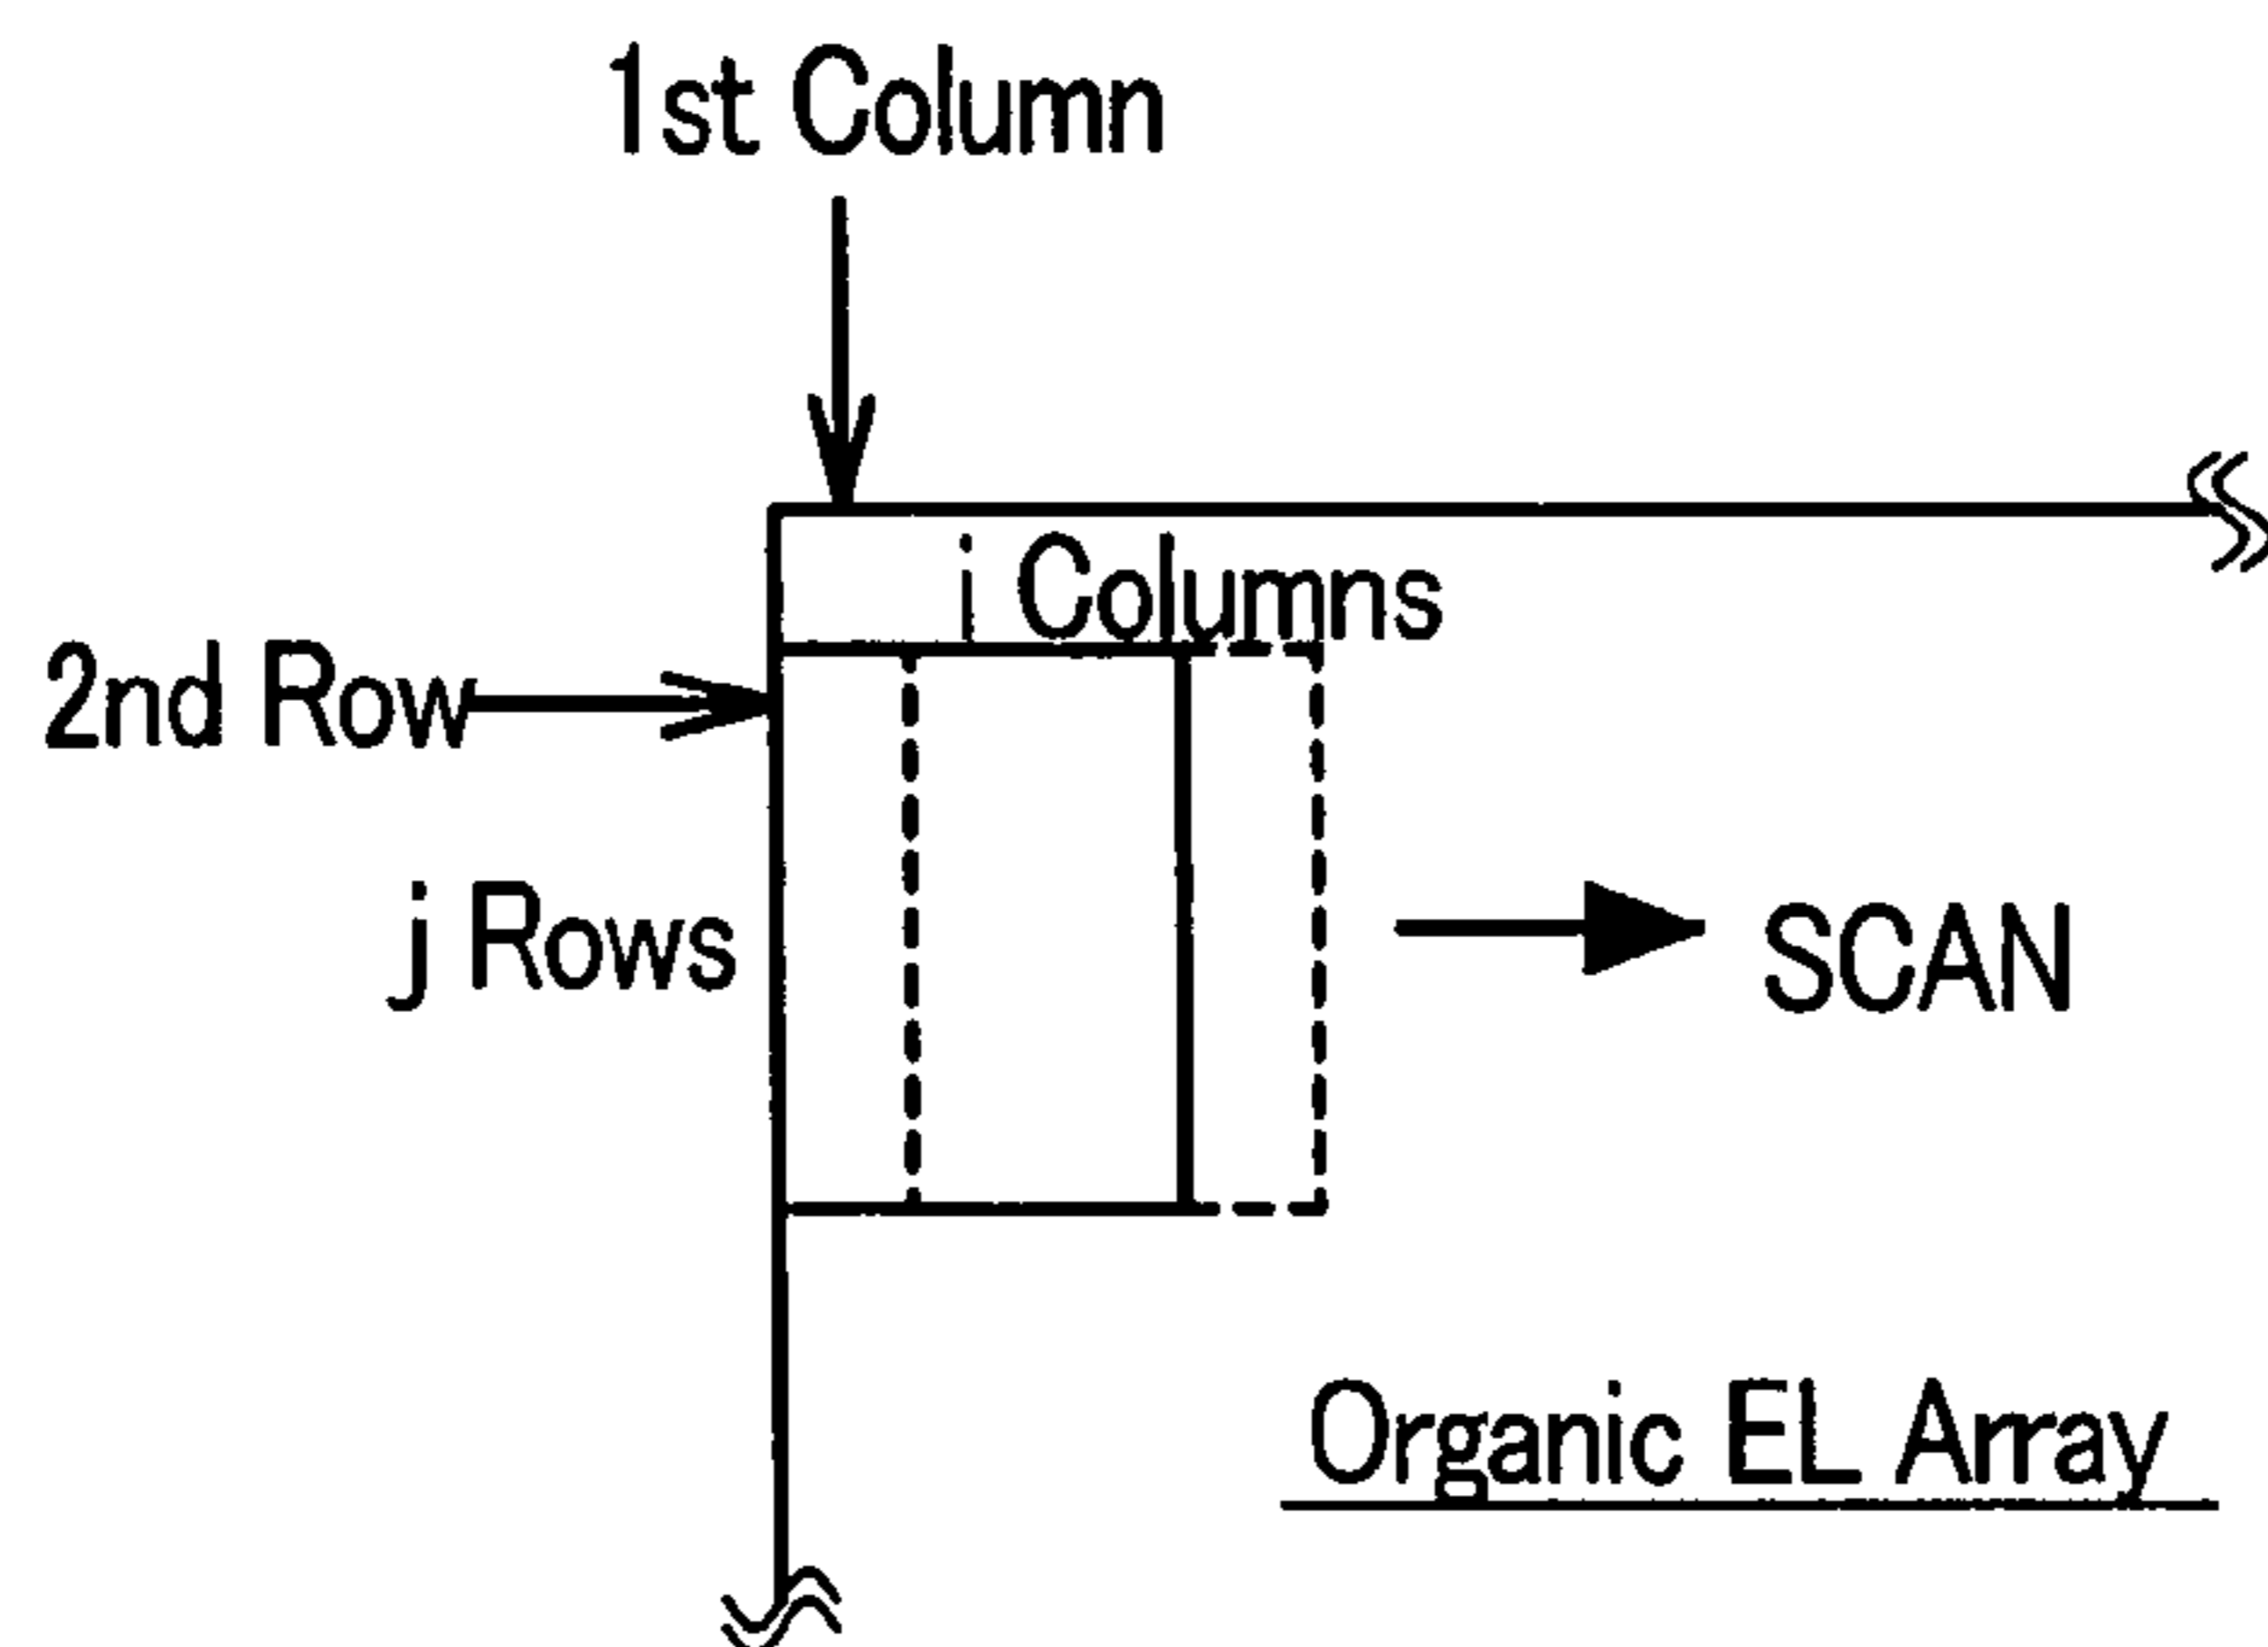 1st Column
i Columns
2nd Row
j Rows
SCAN
Organic EL Array